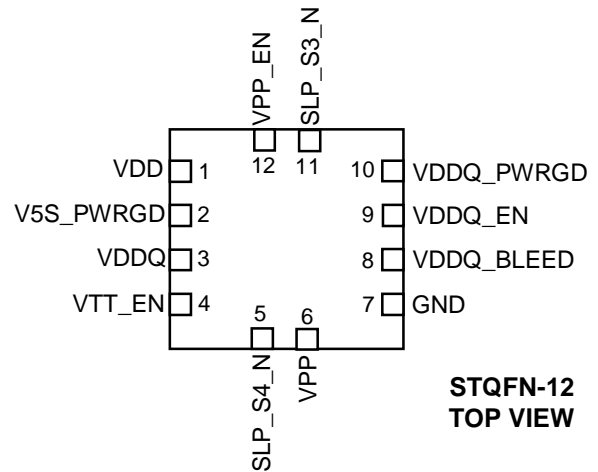 VPP_EN
SLP_S3_N
VDD 1 12 11 10 VDDQ_PWRGD
V5S_PWRGD 2 9 VDDQ_EN
VDDQ 3 8 VDDQ_BLEED
VTT_EN 4 5 6 7 GND
SLP_S4_N
VPP
STQFN-12
TOP VIEW